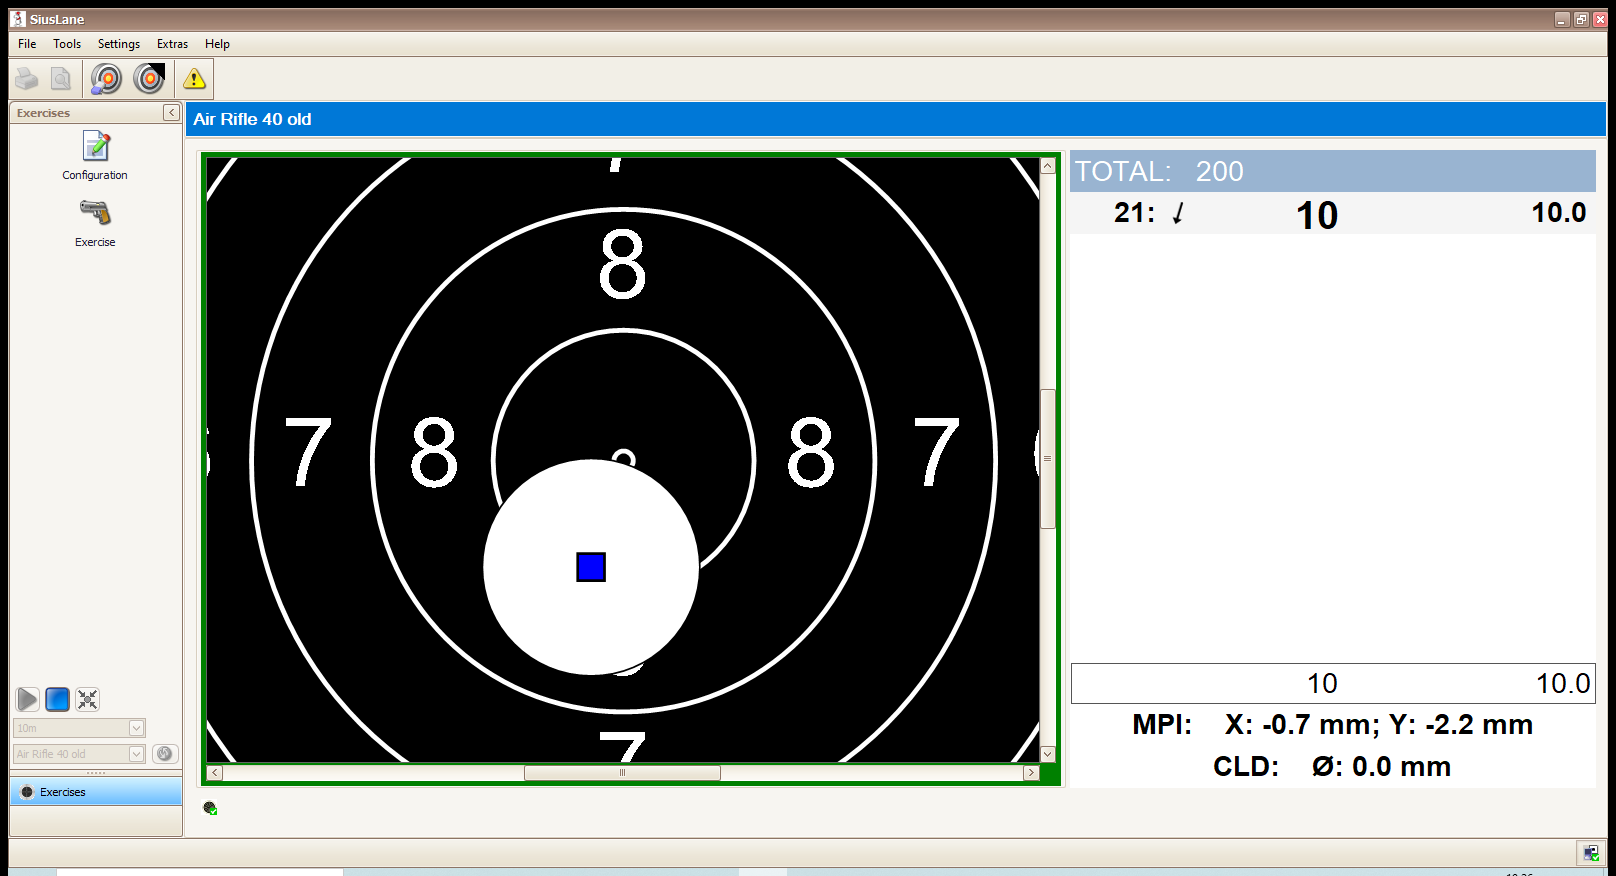 SiusLane
File Tools Settings Extras Help
Exercises
Configuration
Exercise
10m
Air Rifle 40 old
Exercises
Air Rifle 40 old
8
7 8 8 7
7
TOTAL: 200
21: 10 10.0
10 10.0
MPI: X: -0.7 mm; Y: -2.2 mm
CLD: Ø: 0.0 mm